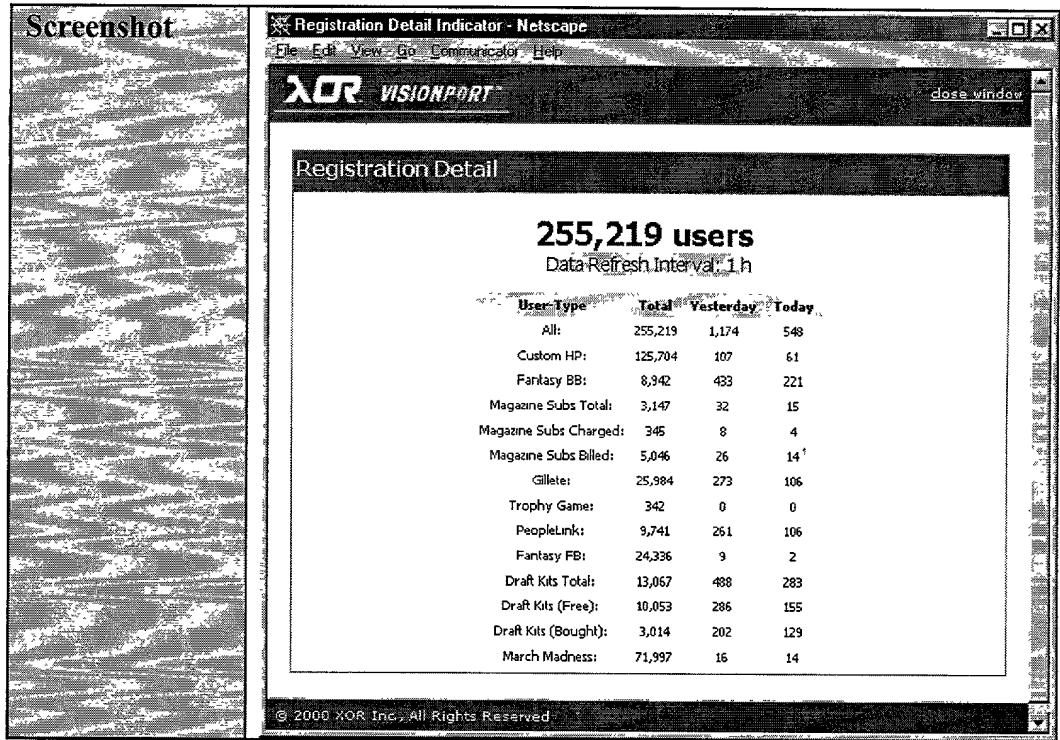 Screenshot
Registration Detail Indicator - Netscape
File Edit View Go Communicator Help
XOR VISIONPORT™
close window
Registration Detail
255,219 users
Data Refresh Interval: 1 h
User Type Total Yesterday Today
All: 255,219 1,174 548
Custom HP: 125,704 107 61
Fantasy BB: 8,942 433 221
Magazine Subs Total: 3,147 32 15
Magazine Subs Charged: 345 8 4
Magazine Subs Billed: 5,046 26 14
Gillete: 25,984 273 106
Trophy Game: 342 0 0
PeopleLink: 9,741 261 106
Fantasy FB: 24,336 9 2
Draft Kits Total: 13,067 488 283
Draft Kits (Free): 10,053 286 155
Draft Kits (Bought): 3,014 202 129
March Madness: 71,997 16 14
© 2000 XOR Inc., All Rights Reserved